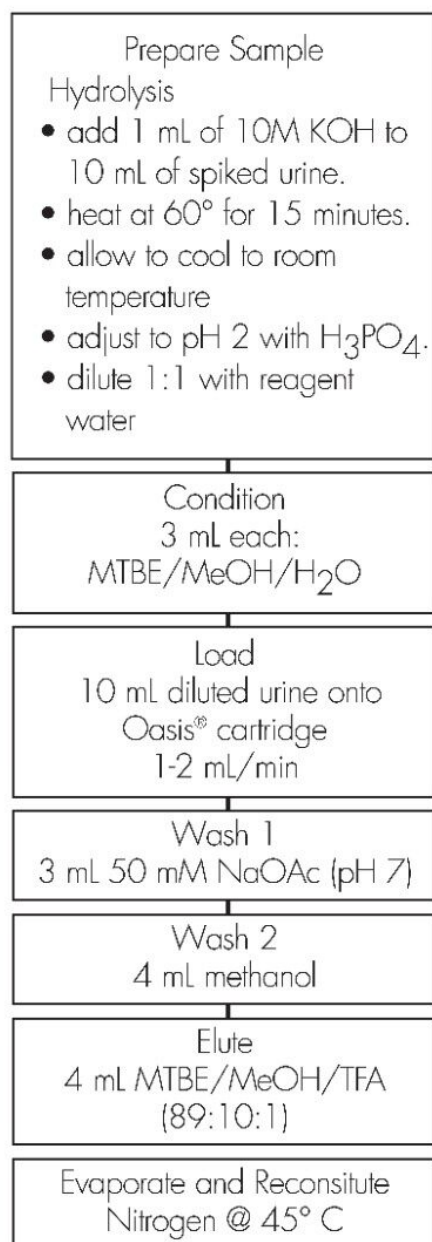 Prepare Sample
Hydrolysis
• add 1 mL of 10M KOH to
10 mL of spiked urine.
• heat at 60° for 15 minutes.
• allow to cool to room
temperature
• adjust to pH 2 with H₃PO₄.
• dilute 1:1 with reagent
water
Condition
3 mL each:
MTBE/MeOH/H₂O
Load
10 mL diluted urine onto
Oasis® cartridge
1-2 mL/min
Wash 1
3 mL 50 mM NaOAc (pH 7)
Wash 2
4 mL methanol
Elute
4 mL MTBE/MeOH/TFA
(89:10:1)
Evaporate and Reconsitute
Nitrogen @ 45° C